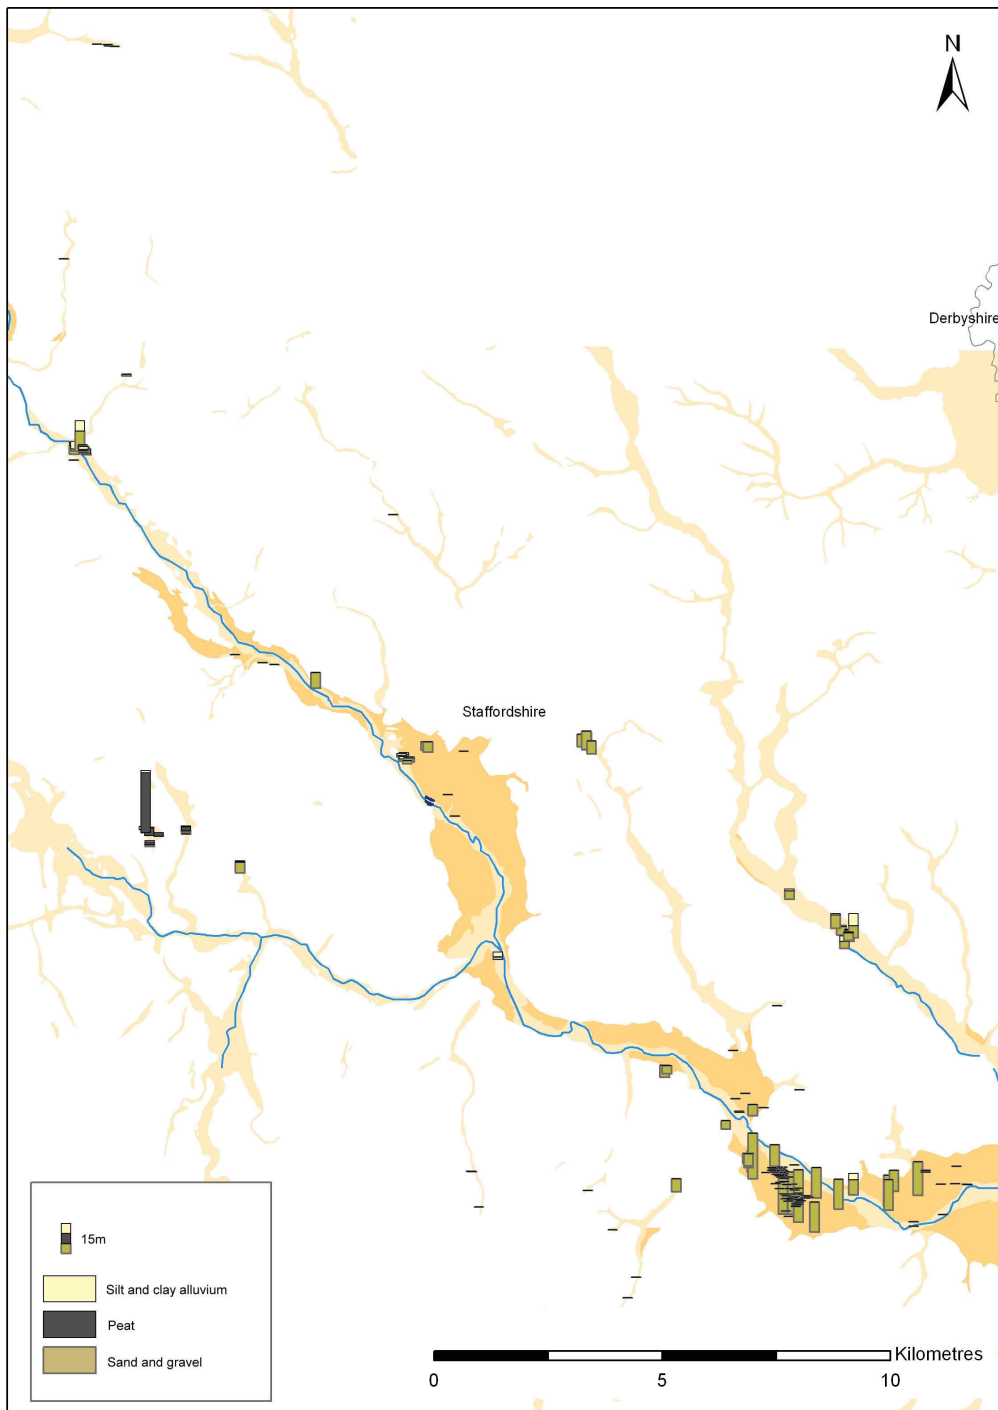 N
Derbyshire
Staffordshire
15m
Silt and clay alluvium
Peat
Sand and gravel
Kilometres
0 5 10